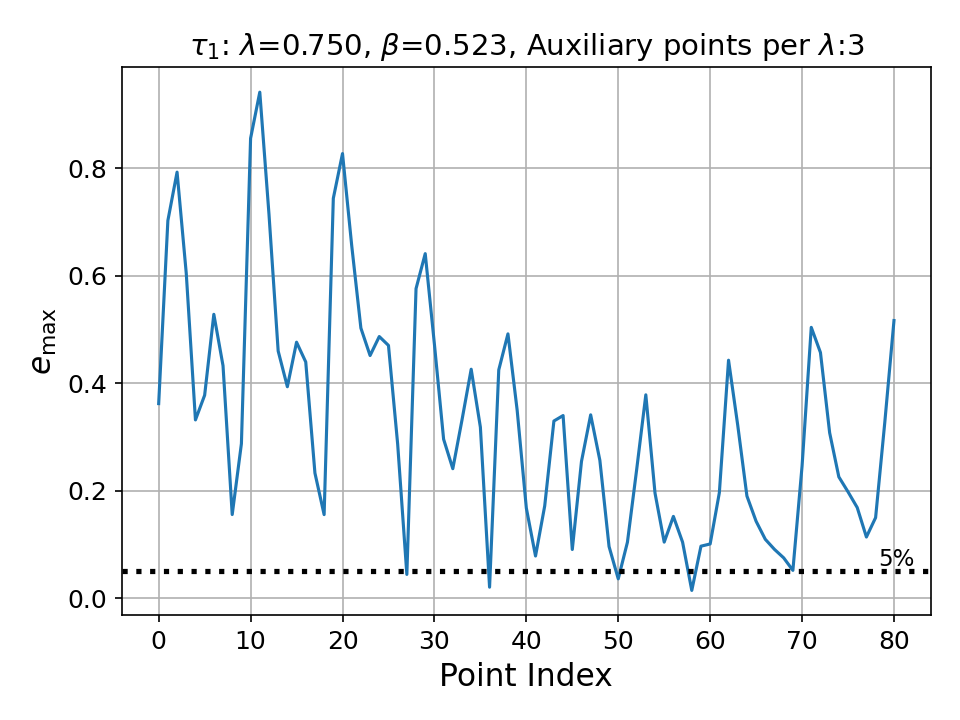 τ₁: λ=0.750, β=0.523, Auxiliary points per λ:3
e_max
0.8
0.6
0.4
0.2
0.0
5%
0 10 20 30 40 50 60 70 80
Point Index